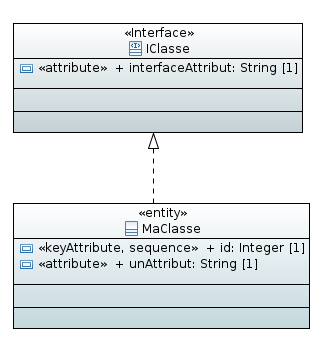 «Interface»
IClasse
«attribute» + interfaceAttribut: String [1]
«entity»
MaClasse
«keyAttribute, sequence» + id: Integer [1]
«attribute» + unAttribut: String [1]